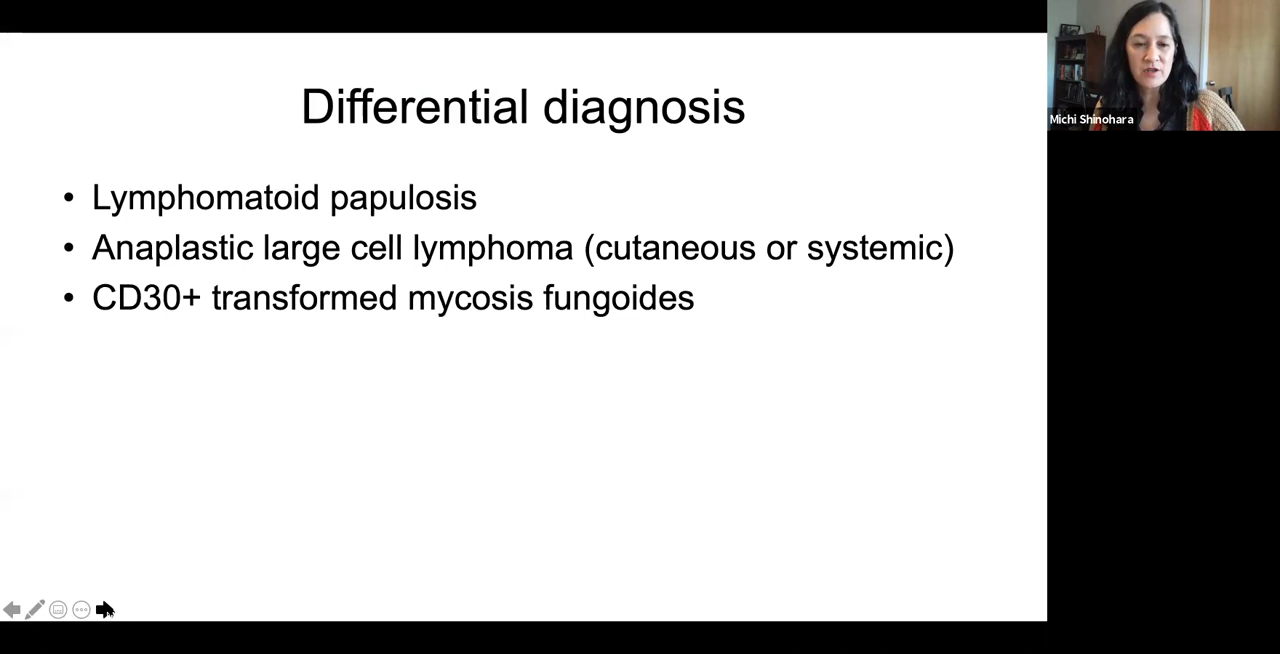 Differential diagnosis
• Lymphomatoid papulosis
• Anaplastic large cell lymphoma (cutaneous or systemic)
• CD30+ transformed mycosis fungoides
Michi Shinohara